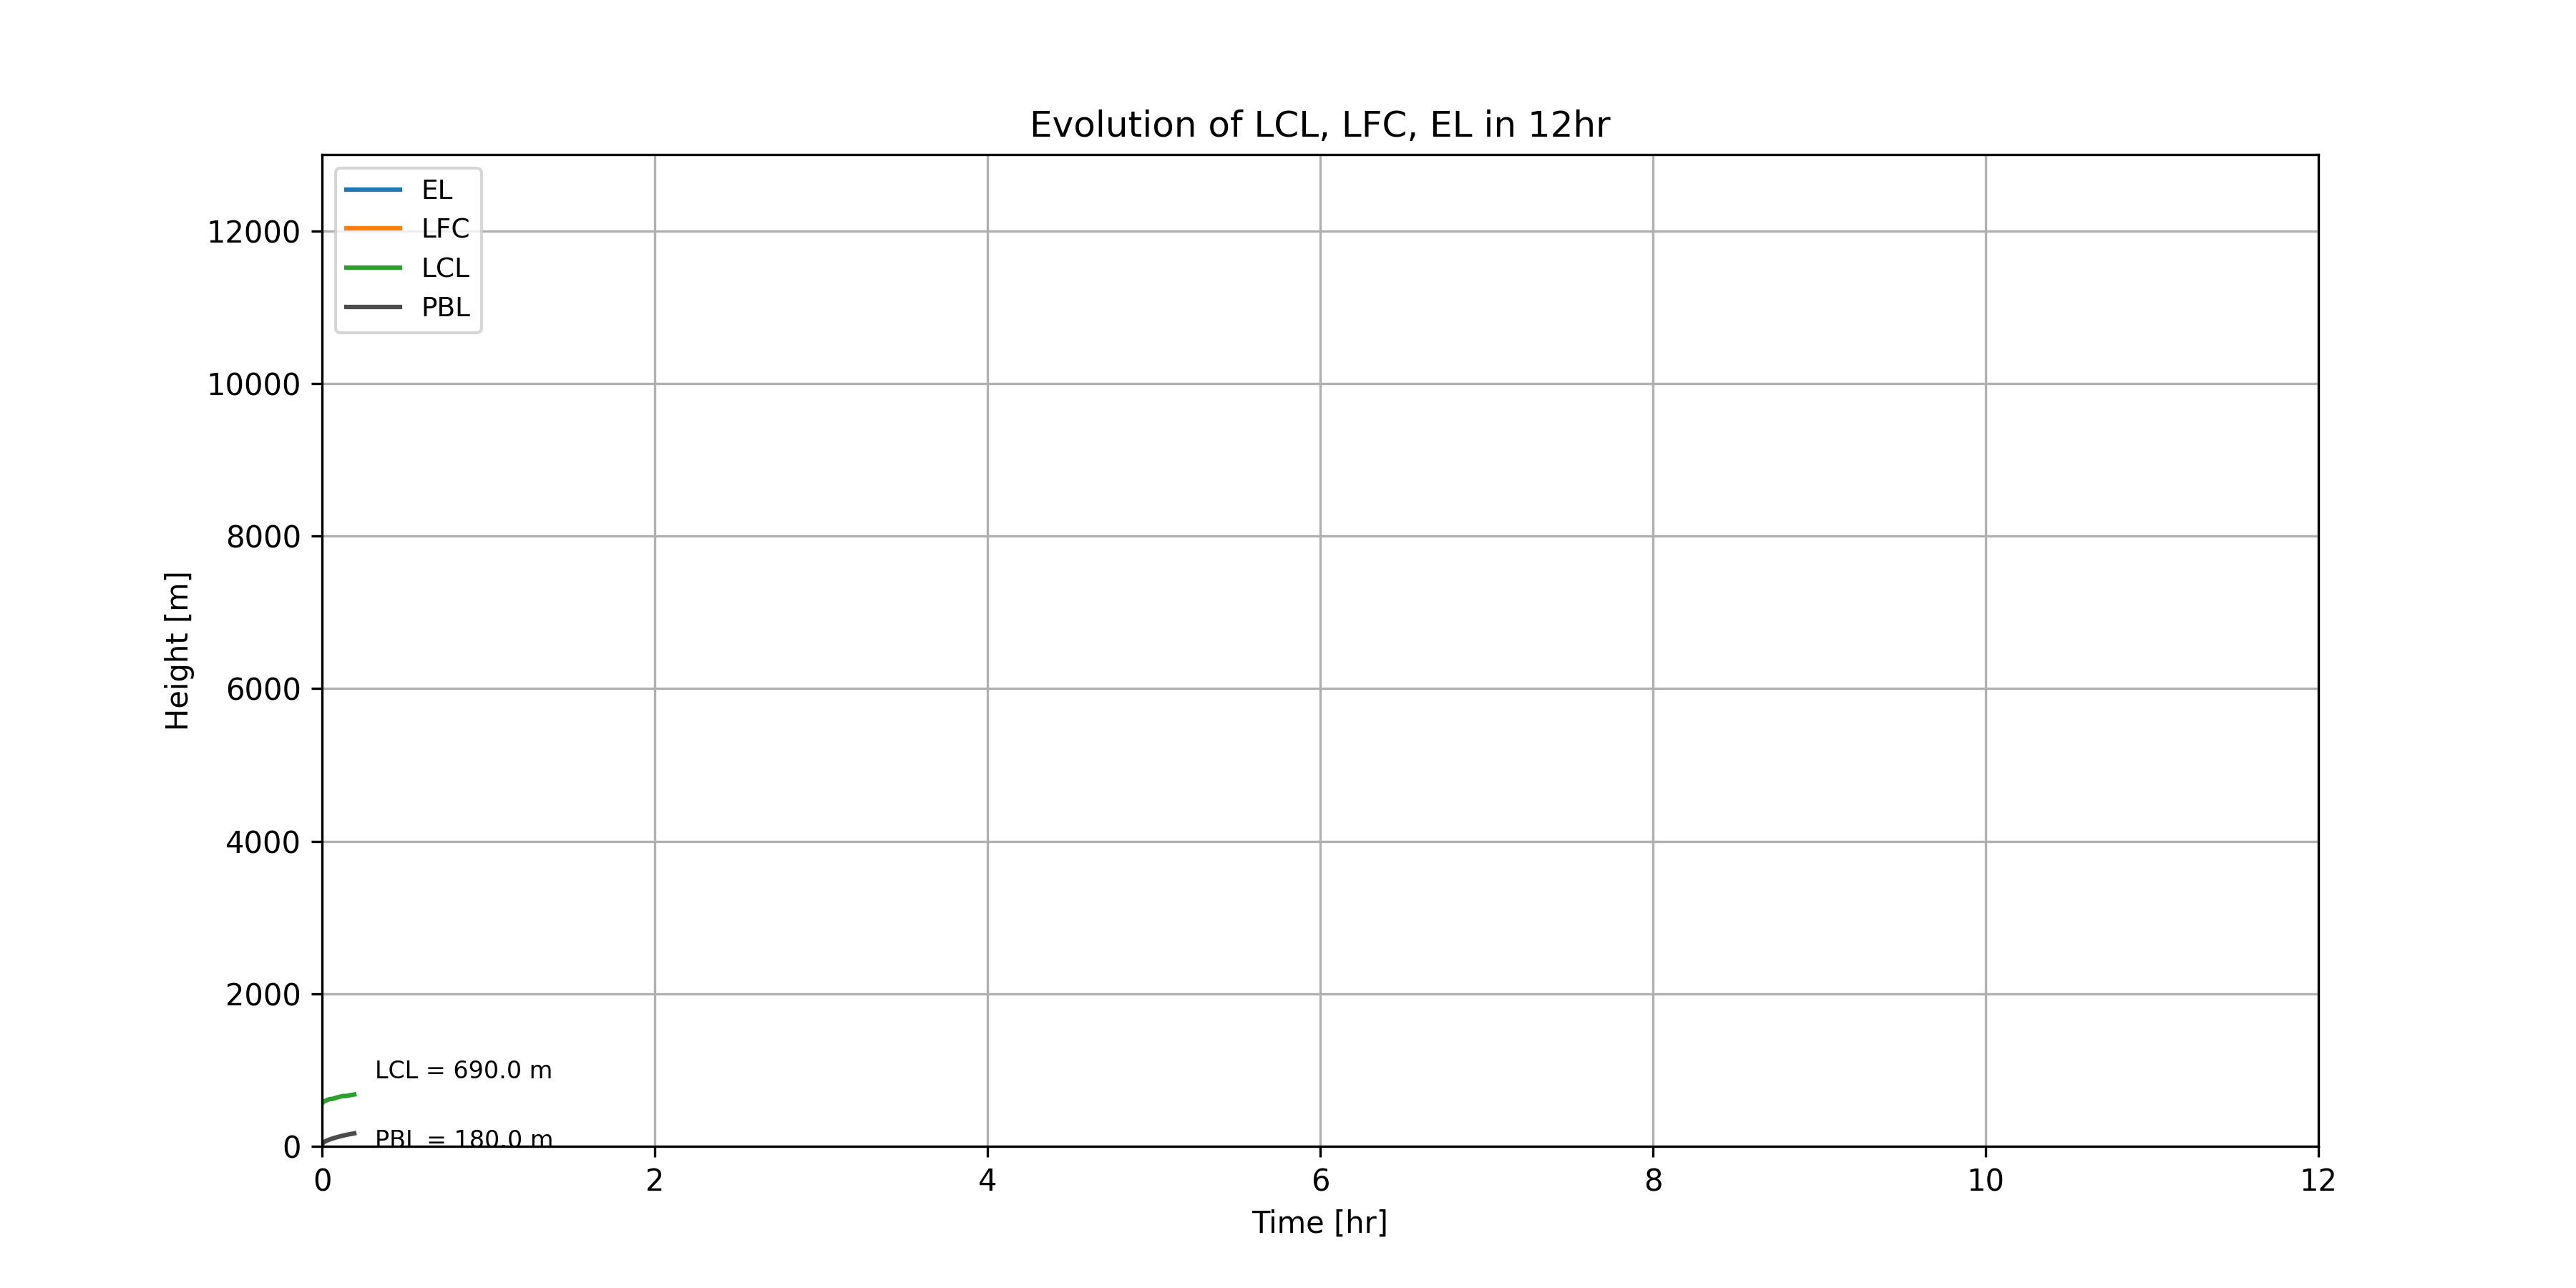 Evolution of LCL, LFC, EL in 12hr
EL
LFC
LCL
PBL
12000
10000
8000
6000
4000
2000
0
Height [m]
LCL = 690.0 m
PBL = 180.0 m
0 2 4 6 8 10 12
Time [hr]